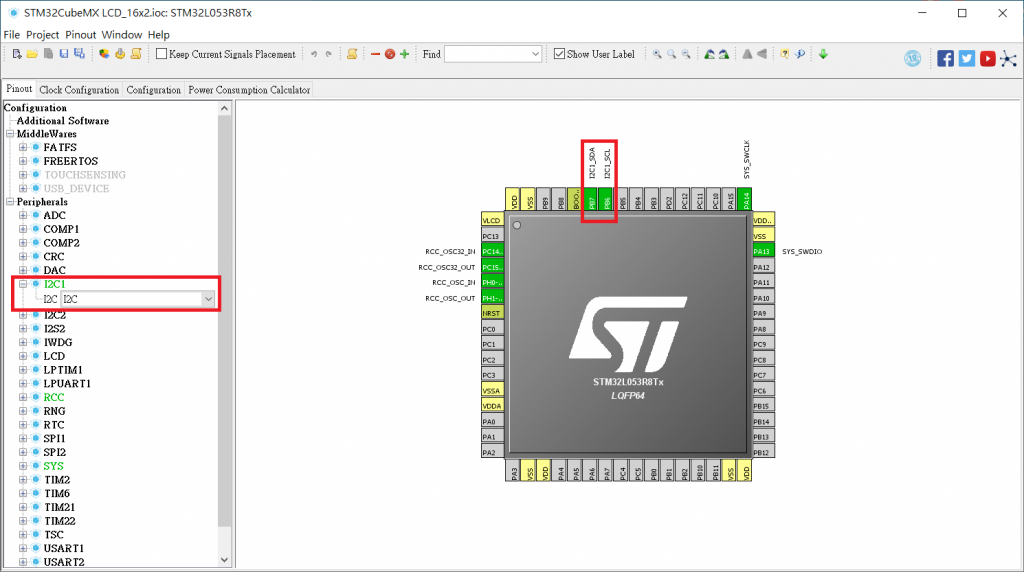 STM32CubeMX LCD_16x2.ioc: STM32L053R8Tx
File Project Pinout Window Help
Keep Current Signals Placement Find Show User Label
Pinout Clock Configuration Configuration Power Consumption Calculator
Configuration
Additional Software
MiddleWares
FATFS
FREERTOS
TOUCHSENSING
USB_DEVICE
Peripherals
ADC
COMP1
COMP2
CRC
DAC
I2C1
I2C I2C
I2C2
I2S2
IWDG
LCD
LPTIM1
LPUART1
RCC
RNG
RTC
SPI1
SPI2
SYS
TIM2
TIM6
TIM21
TIM22
TSC
USART1
USART2
I2C1_SDA
I2C1_SCL
SYS_SWCLK
VDD
VSS
PB9
PB8
BOO..
PB7
PB6
PB5
PB4
PB3
PD2
PC12
PC11
PC10
PA15
PA14
VLCD
PC13
RCC_OSC32_IN PC14..
RCC_OSC32_OUT PC15..
RCC_OSC_IN PH0-..
RCC_OSC_OUT PH1-..
NRST
PC0
PC1
PC2
PC3
VSSA
VDDA
PA0
PA1
PA2
VDD..
VSS
PA13 SYS_SWDIO
PA12
PA11
PA10
PA9
PA8
PC9
PC8
PC7
PC6
PB15
PB14
PB13
PB12
ST
STM32L053R8Tx
LQFP64
PA3
VSS
VDD
PA4
PA5
PA6
PA7
PC4
PC5
PB0
PB1
PB2
PB10
PB11
VSS
VDD